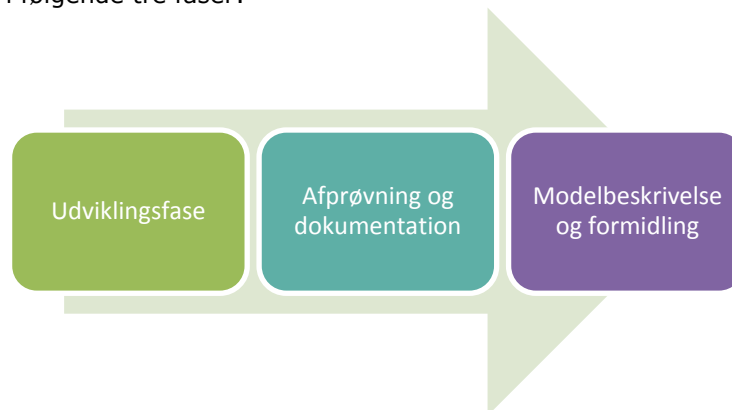 følgende tre faser:
Udviklingsfase
Afprøvning og
dokumentation
Modelbeskrivelse
og formidling